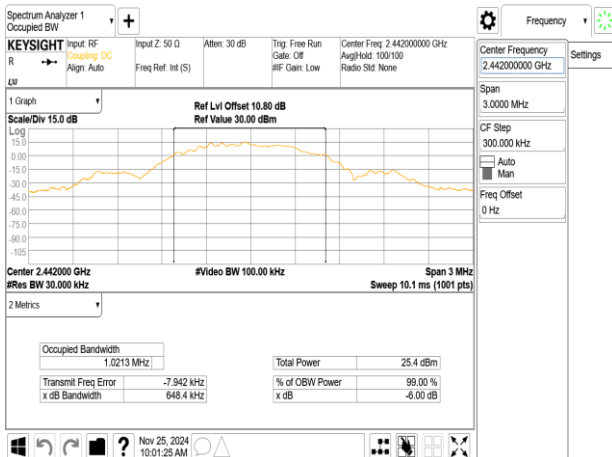 Spectrum Analyzer 1
Occupied BW
Frequency
KEYSIGHT
R
LXI
Input: RF
Coupling: DC
Align: Auto
Input Z: 50 Ω
Freq Ref: Int (S)
Atten: 30 dB
Trig: Free Run
Gate: Off
#IF Gain: Low
Center Freq: 2.442000000 GHz
Avg|Hold: 100/100
Radio Std: None
Center Frequency
2.442000000 GHz
Settings
Span
3.0000 MHz
CF Step
300.000 kHz
Auto
Man
Freq Offset
0 Hz
1 Graph
Scale/Div 15.0 dB
Ref Lvl Offset 10.80 dB
Ref Value 30.00 dBm
Log
15.0
0.00
-15.0
-30.0
-45.0
-60.0
-75.0
-90.0
-105
Center 2.442000 GHz
#Res BW 30.000 kHz
#Video BW 100.00 kHz
Span 3 MHz
Sweep 10.1 ms (1001 pts)
2 Metrics
Occupied Bandwidth
1.0213 MHz
Total Power 25.4 dBm
Transmit Freq Error -7.942 kHz
% of OBW Power 99.00 %
x dB Bandwidth 648.4 kHz
x dB -6.00 dB
?
Nov 25, 2024
10:01:25 AM